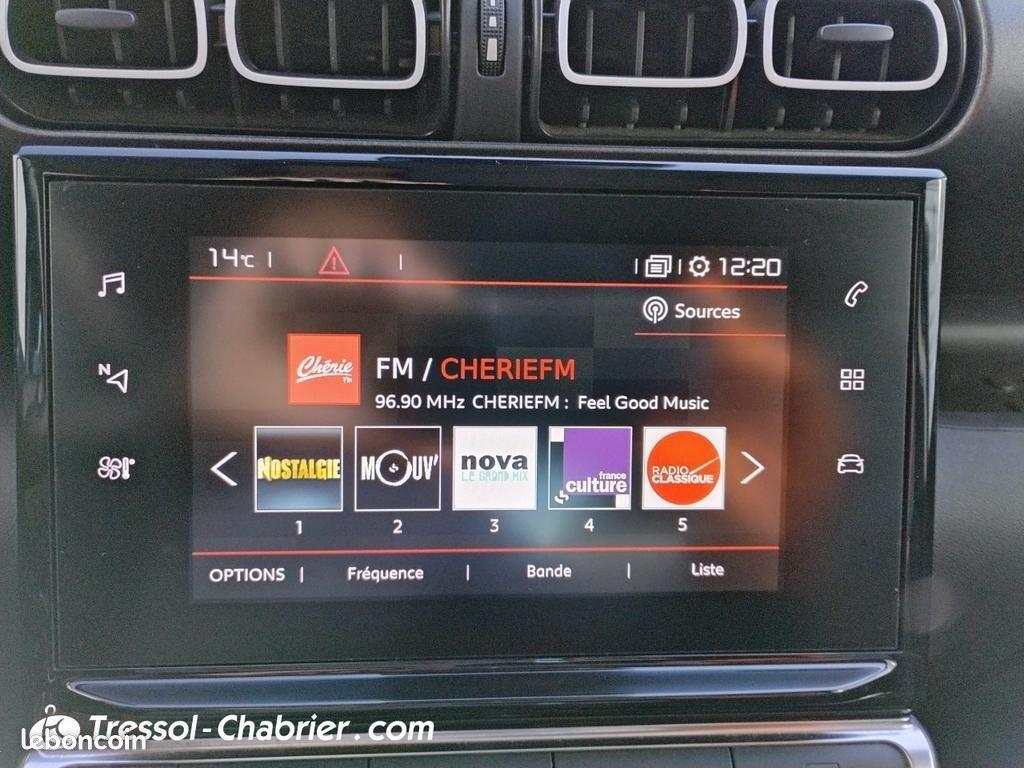 14°C
12:20
Sources
Chérie FM
FM / CHERIEFM
96.90 MHz CHERIEFM : Feel Good Music
N
NOSTALGIE
MOUV'
nova
LE GRAND MIX
france
culture
RADIO
CLASSIQUE
1 2 3 4 5
OPTIONS | Fréquence | Bande | Liste
Tressol-Chabrier.com
leboncoin